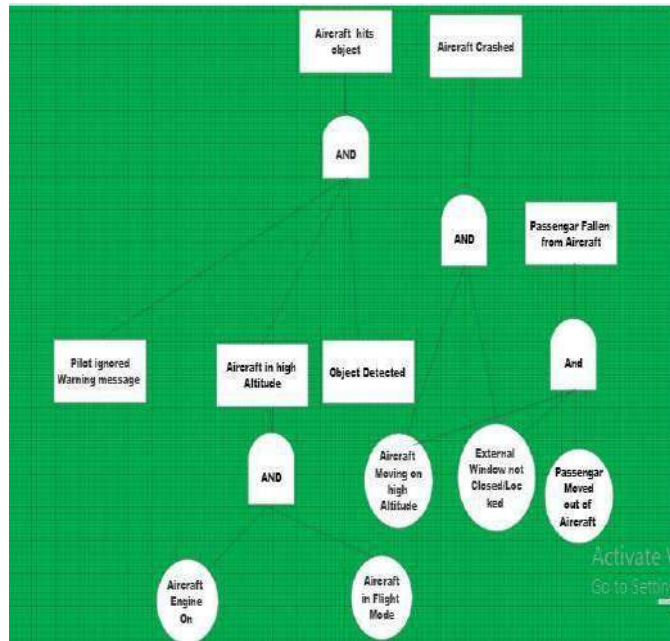 Aircraft hits
object
Aircraft Crashed
AND
AND
Passengar Fallen
from Aircraft
Pilot ignored
Warning message
Aircraft in high
Altitude
Object Detected
And
AND
Aircraft
Moving on
high
Altitude
External
Window not
Closed/Loc
ked
Passengar
Moved
out of
Aircraft
Aircraft
Engine
On
Aircraft
in Flight
Mode
Activate
Go to